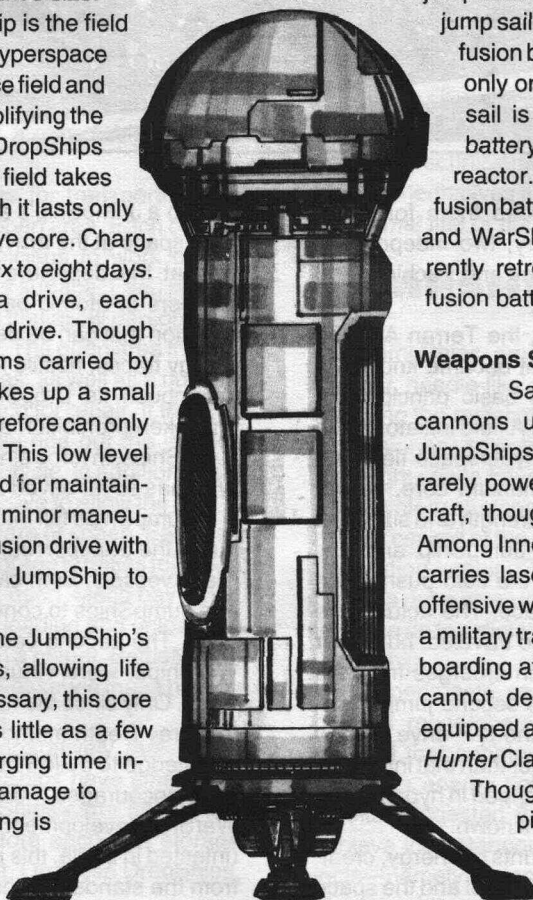 ip is the field
yperspace
e field and
plifying the
DropShips
field takes
h it lasts only
ve core. Charg-
x to eight days.
a drive, each
drive. Though
ms carried by
kes up a small
refore can only
This low level
d for maintain-
minor maneu-
usion drive with
JumpShip to
ne JumpShip's
s, allowing life
ssary, this core
s little as a few
rging time in-
amage to
ng is
jump sail
fusion b
only or
sail is
battery
reactor.
fusion bat
and WarSh
rently retro
fusion batt
Weapons S
Sa
cannons u
JumpShips
rarely powe
craft, thoug
Among Inne
carries lase
offensive w
a military tra
boarding at
cannot de
equipped a
Hunter Cla
Thoug
pi